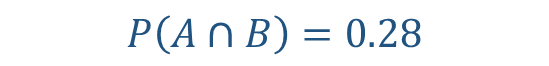 P(A ∩ B) = 0.28